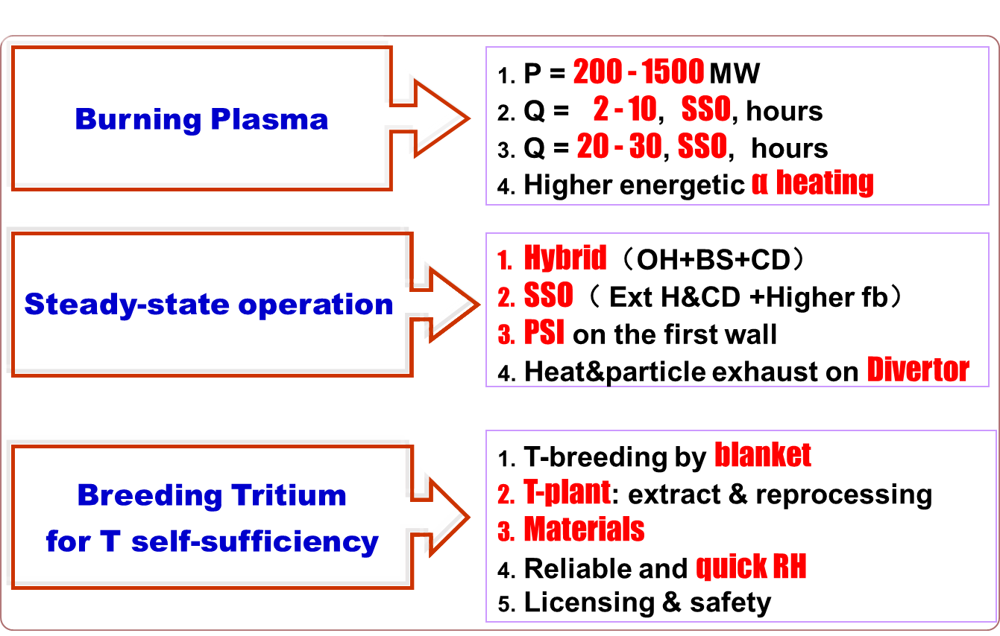 Burning Plasma
1. P = 200 - 1500 MW
2. Q = 2 - 10, SSO, hours
3. Q = 20 - 30, SSO, hours
4. Higher energetic α heating
Steady-state operation
1. Hybrid（OH+BS+CD）
2. SSO（ Ext H&CD +Higher fb）
3. PSI on the first wall
4. Heat&particle exhaust on Divertor
Breeding Tritium
for T self-sufficiency
1. T-breeding by blanket
2. T-plant: extract & reprocessing
3. Materials
4. Reliable and quick RH
5. Licensing & safety